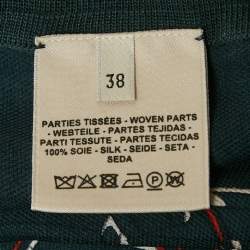 38
PARTIES TISSÉES - WOVEN PARTS
- WEBTEILE - PARTES TEJIDAS -
PARTI TESSUTE - PARTES TECIDAS
100% SOIE - SILK - SEIDE - SETA -
SEDA